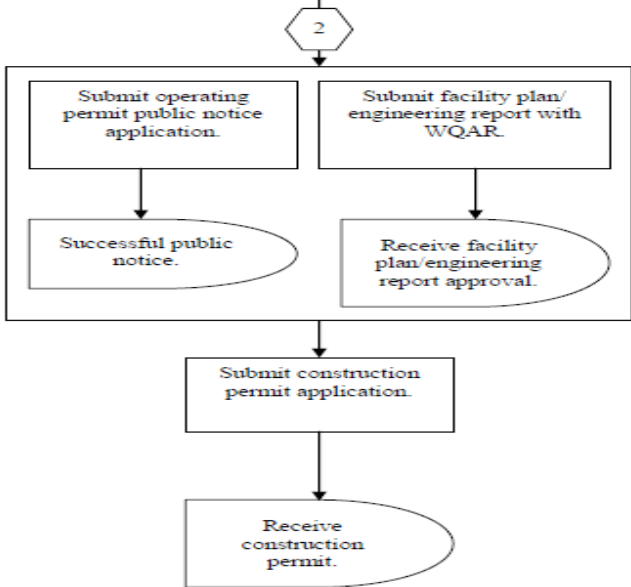 2
Submit operating
permit public notice
application.
Submit facility plan/
engineering report with
WQAR.
Successful public
notice.
Receive facility
plan/engineering
report approval.
Submit construction
permit application.
Receive
construction
permit.